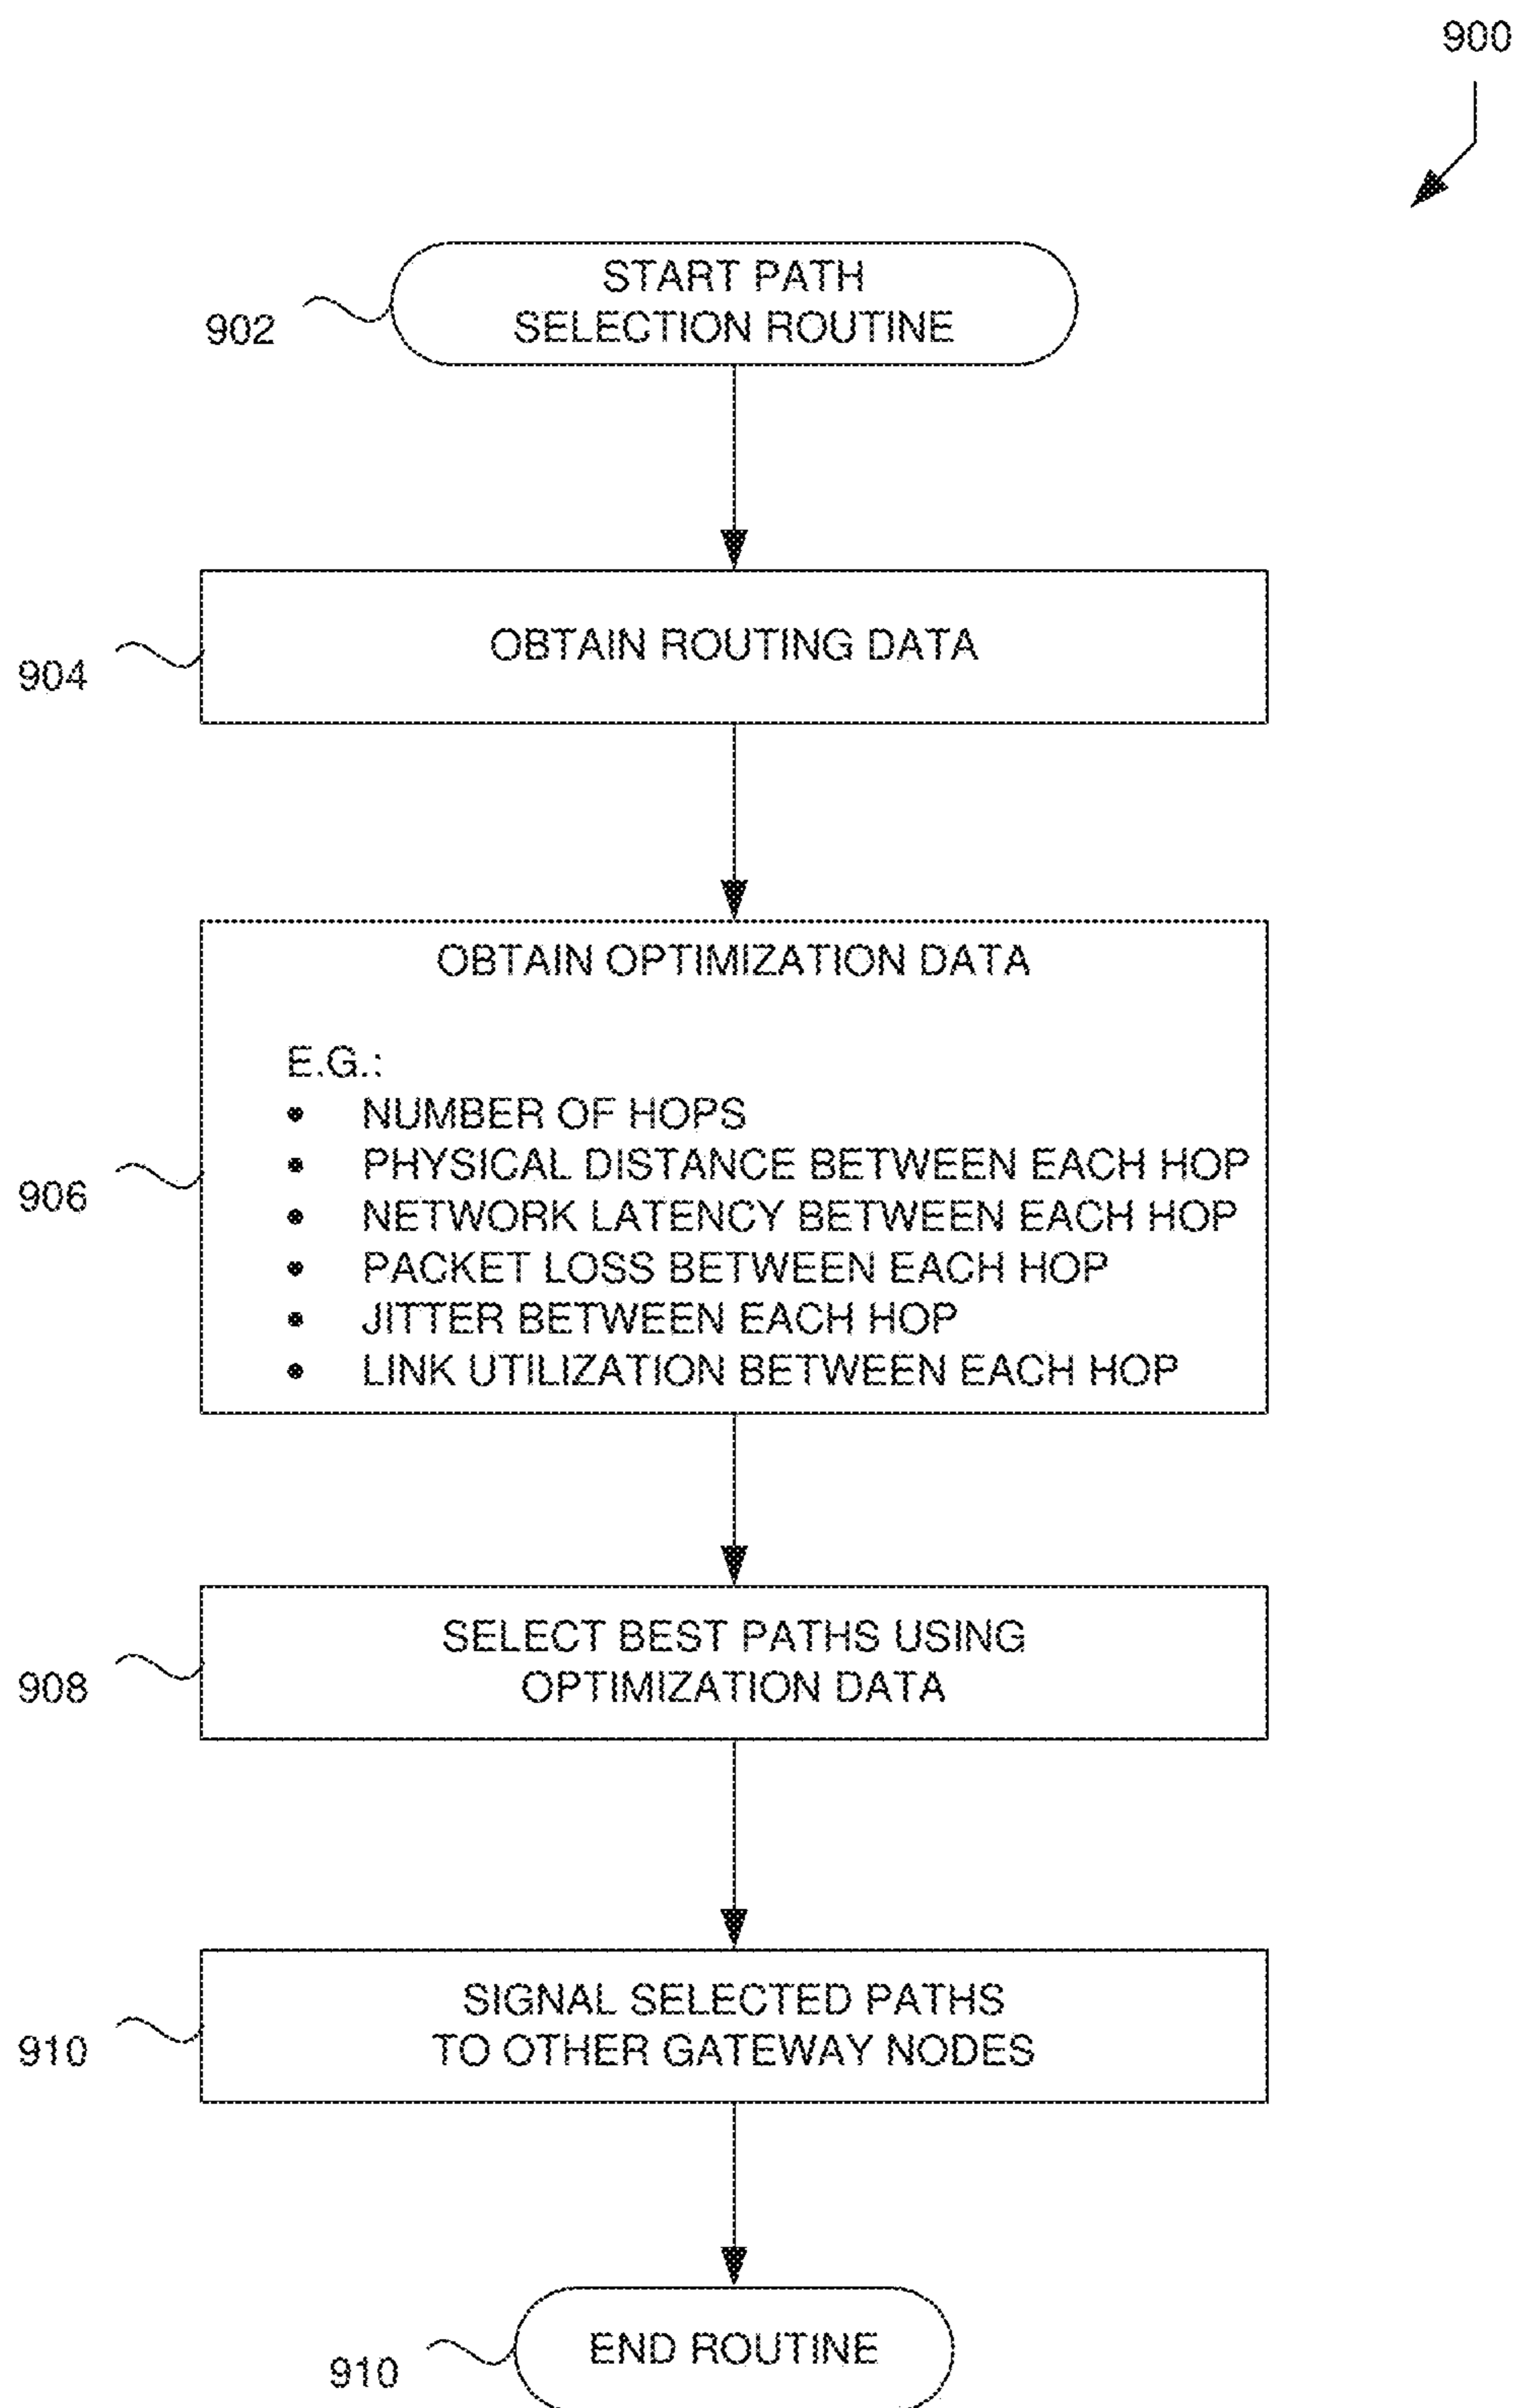 900
START PATH
SELECTION ROUTINE
902
OBTAIN ROUTING DATA
904
OBTAIN OPTIMIZATION DATA
E.G.:
• NUMBER OF HOPS
• PHYSICAL DISTANCE BETWEEN EACH HOP
• NETWORK LATENCY BETWEEN EACH HOP
• PACKET LOSS BETWEEN EACH HOP
• JITTER BETWEEN EACH HOP
• LINK UTILIZATION BETWEEN EACH HOP
906
SELECT BEST PATHS USING
OPTIMIZATION DATA
908
SIGNAL SELECTED PATHS
TO OTHER GATEWAY NODES
910
END ROUTINE
910